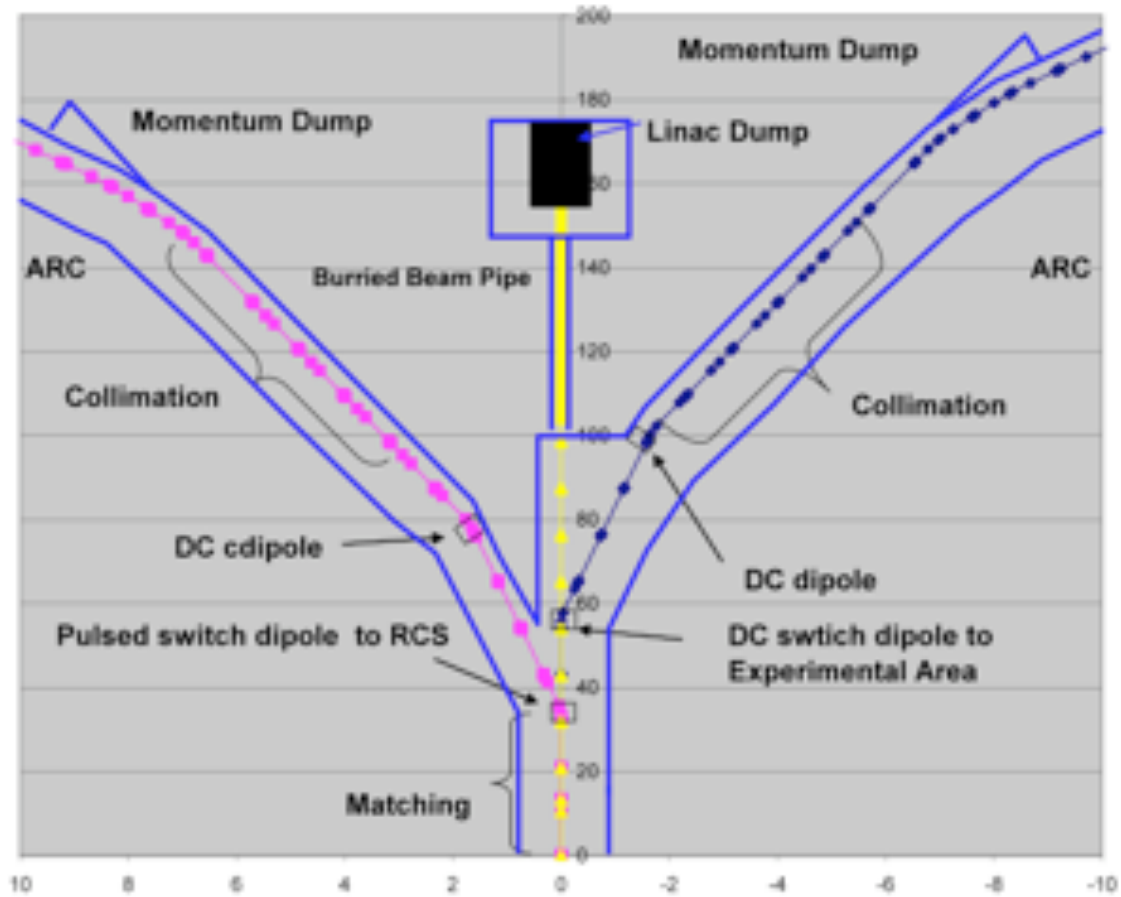 200
Momentum Dump
180
Momentum Dump
Linac Dump
60
ARC
Burried Beam Pipe
140
ARC
120
Collimation
Collimation
100
80
DC cdipole
DC dipole
60
Pulsed switch dipole to RCS
DC swtich dipole to
Experimental Area
40
20
Matching
0
10 8 6 4 2 0 -2 -4 -6 -8 -10